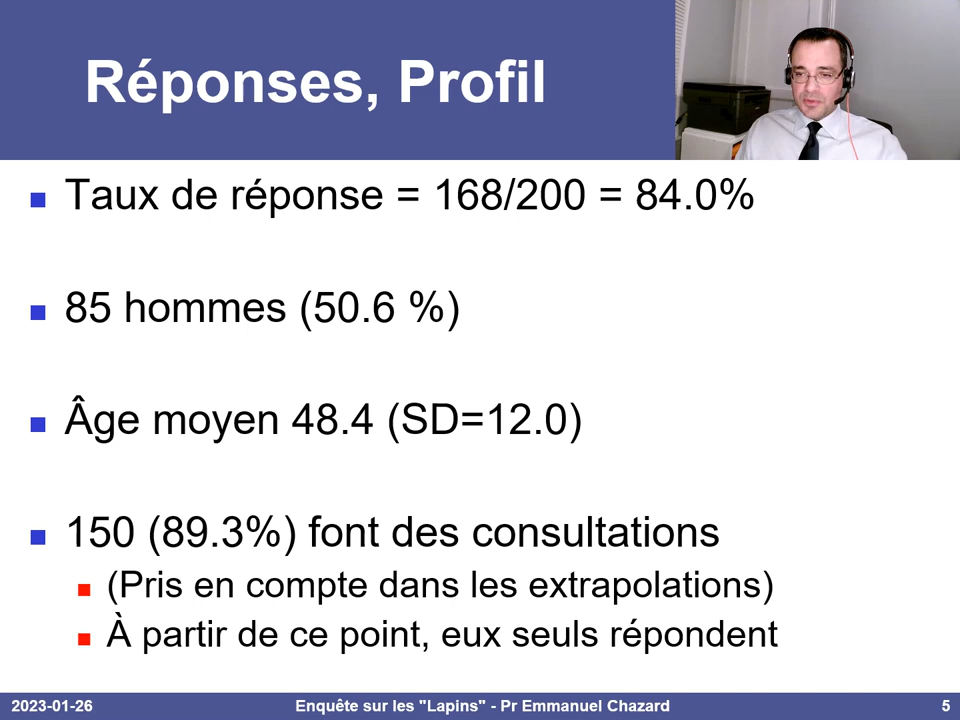 Réponses, Profil
Taux de réponse = 168/200 = 84.0%
85 hommes (50.6 %)
Âge moyen 48.4 (SD=12.0)
150 (89.3%) font des consultations
(Pris en compte dans les extrapolations)
À partir de ce point, eux seuls répondent
2023-01-26
Enquête sur les "Lapins" - Pr Emmanuel Chazard
5